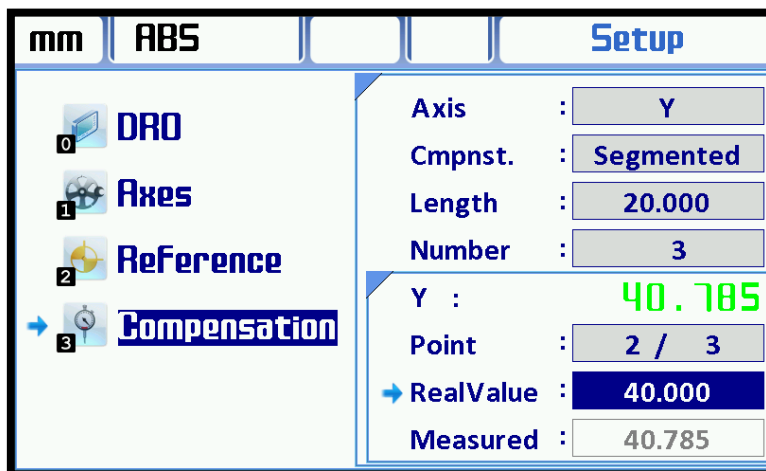 mm ABS Setup
0 DRO
1 Axes
2 Reference
3 Compensation
Axis : Y
Cmpnst. : Segmented
Length : 20.000
Number : 3
Y : 40.785
Point : 2 / 3
RealValue : 40.000
Measured : 40.785